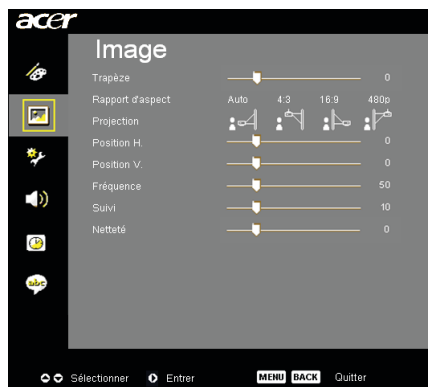 acer
Image
Trapèze 0
Rapport d'aspect Auto 4:3 16:9 480p
Projection
Position H. 0
Position V. 0
Fréquence 50
Suivi 10
Netteté 0
abc
Sélectionner Entrer MENU BACK Quitter